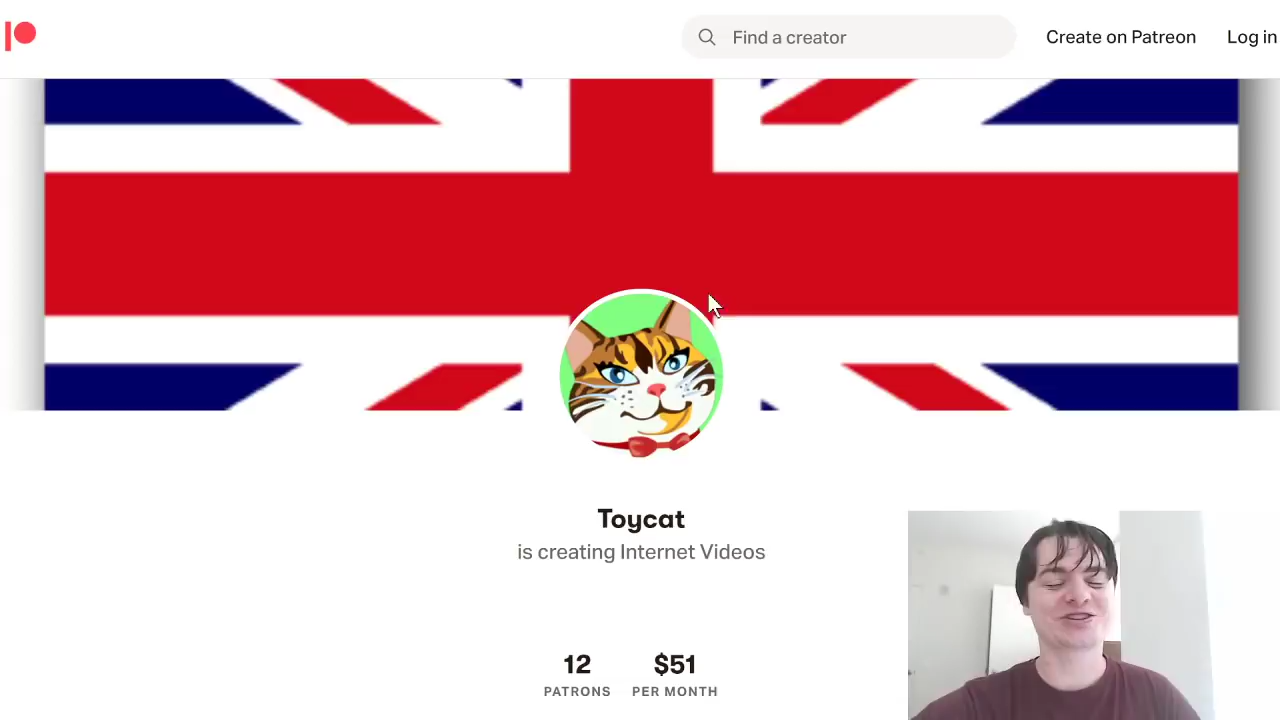 Find a creator
Create on Patreon
Log in
Toycat
is creating Internet Videos
12
$51
PATRONS
PER MONTH